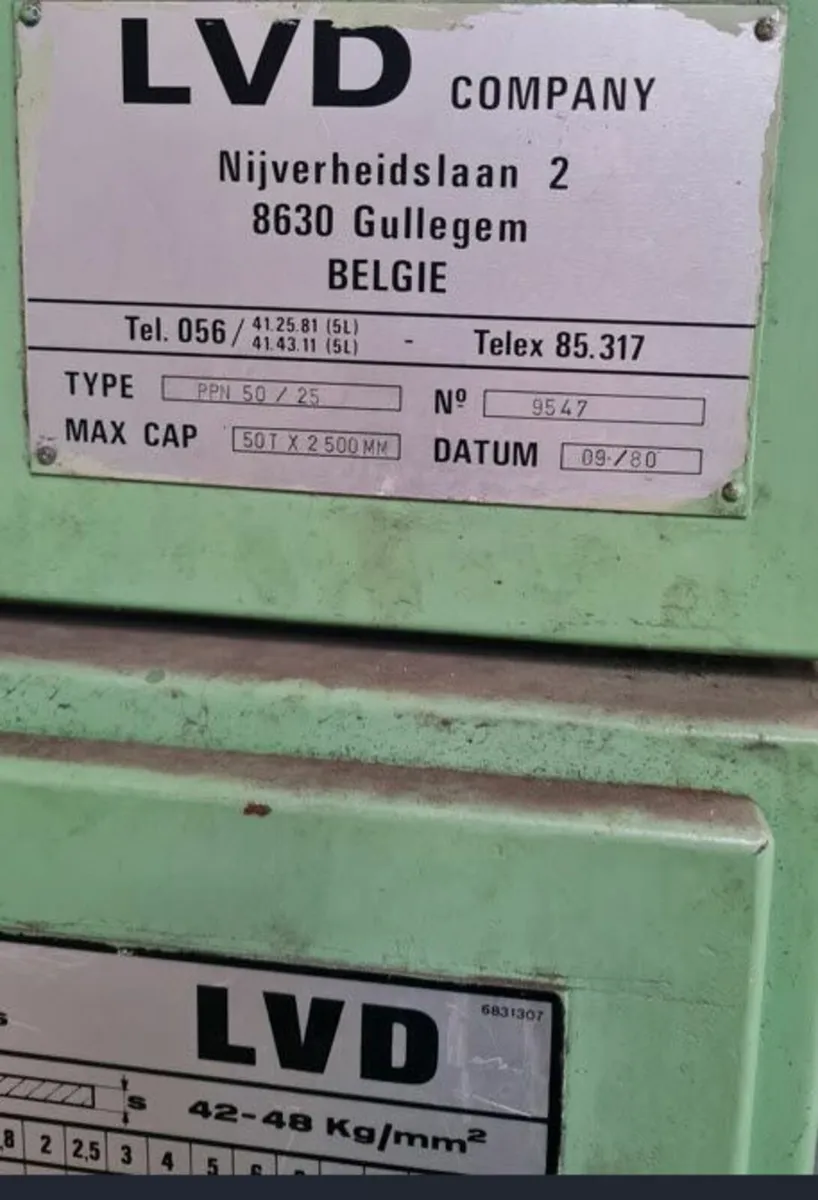 LVD COMPANY
Nijverheidslaan 2
8630 Gullegem
BELGIE
Tel. 056/ 41.25.81 (5L)
41.43.11 (5L)
- Telex 85.317
TYPE PPN 50 / 25 Nº 9547
MAX CAP 50T X 2500MM DATUM 09-/80
LVD 6831307
s 42-48 Kg/mm²
2 2,5 3 4 5 6